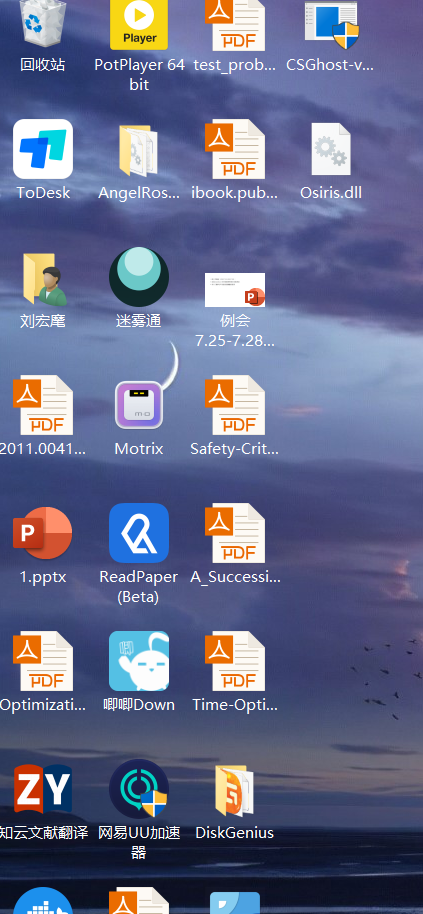 Player
PDF
回收站
PotPlayer 64
bit
test_prob...
CSGhost-v...
PDF
ToDesk
AngelRos...
ibook.pub...
Osiris.dll
P
刘宏麾
迷雾通
例会
7.25-7.28...
PDF
PDF
2011.0041...
Motrix
Safety-Crit...
P
PDF
1.pptx
ReadPaper
(Beta)
A_Successi...
PDF
PDF
Optimizati...
唧唧Down
Time-Opti...
ZY
知云文献翻译
网易UU加速
器
DiskGenius